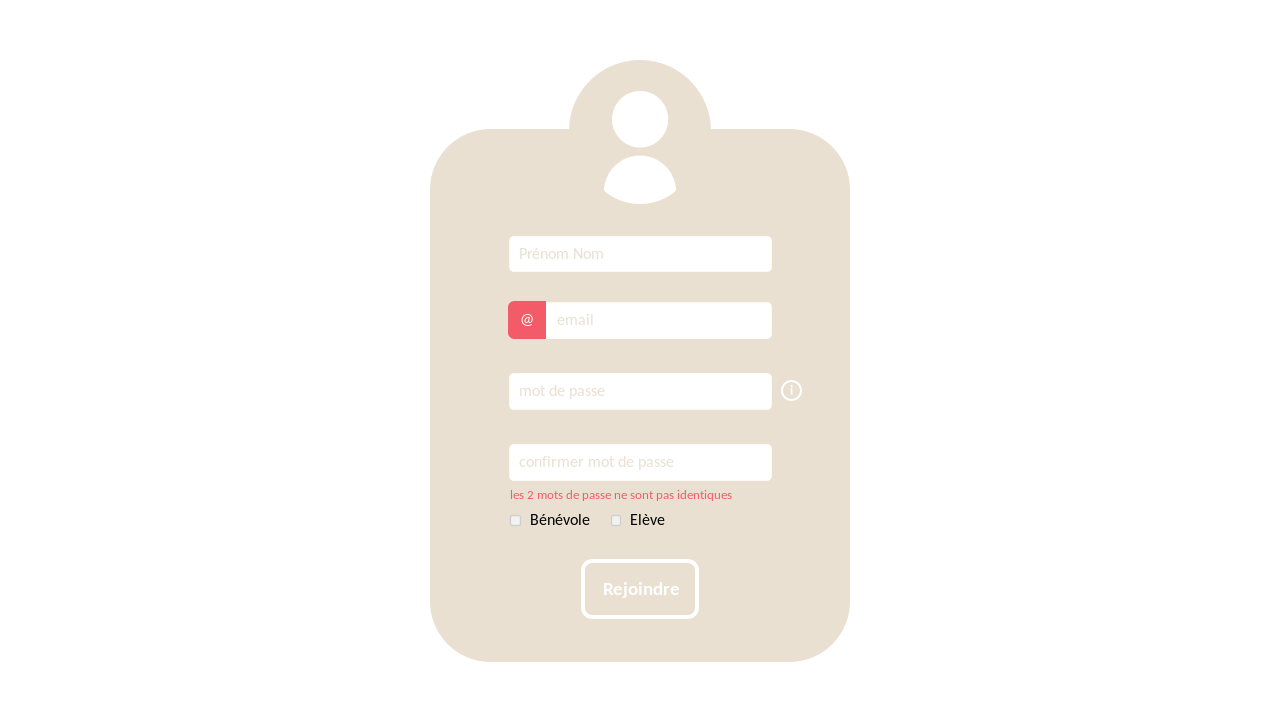 Prénom Nom
@ email
mot de passe
i
confirmer mot de passe
les 2 mots de passe ne sont pas identiques
Bénévole Elève
Rejoindre